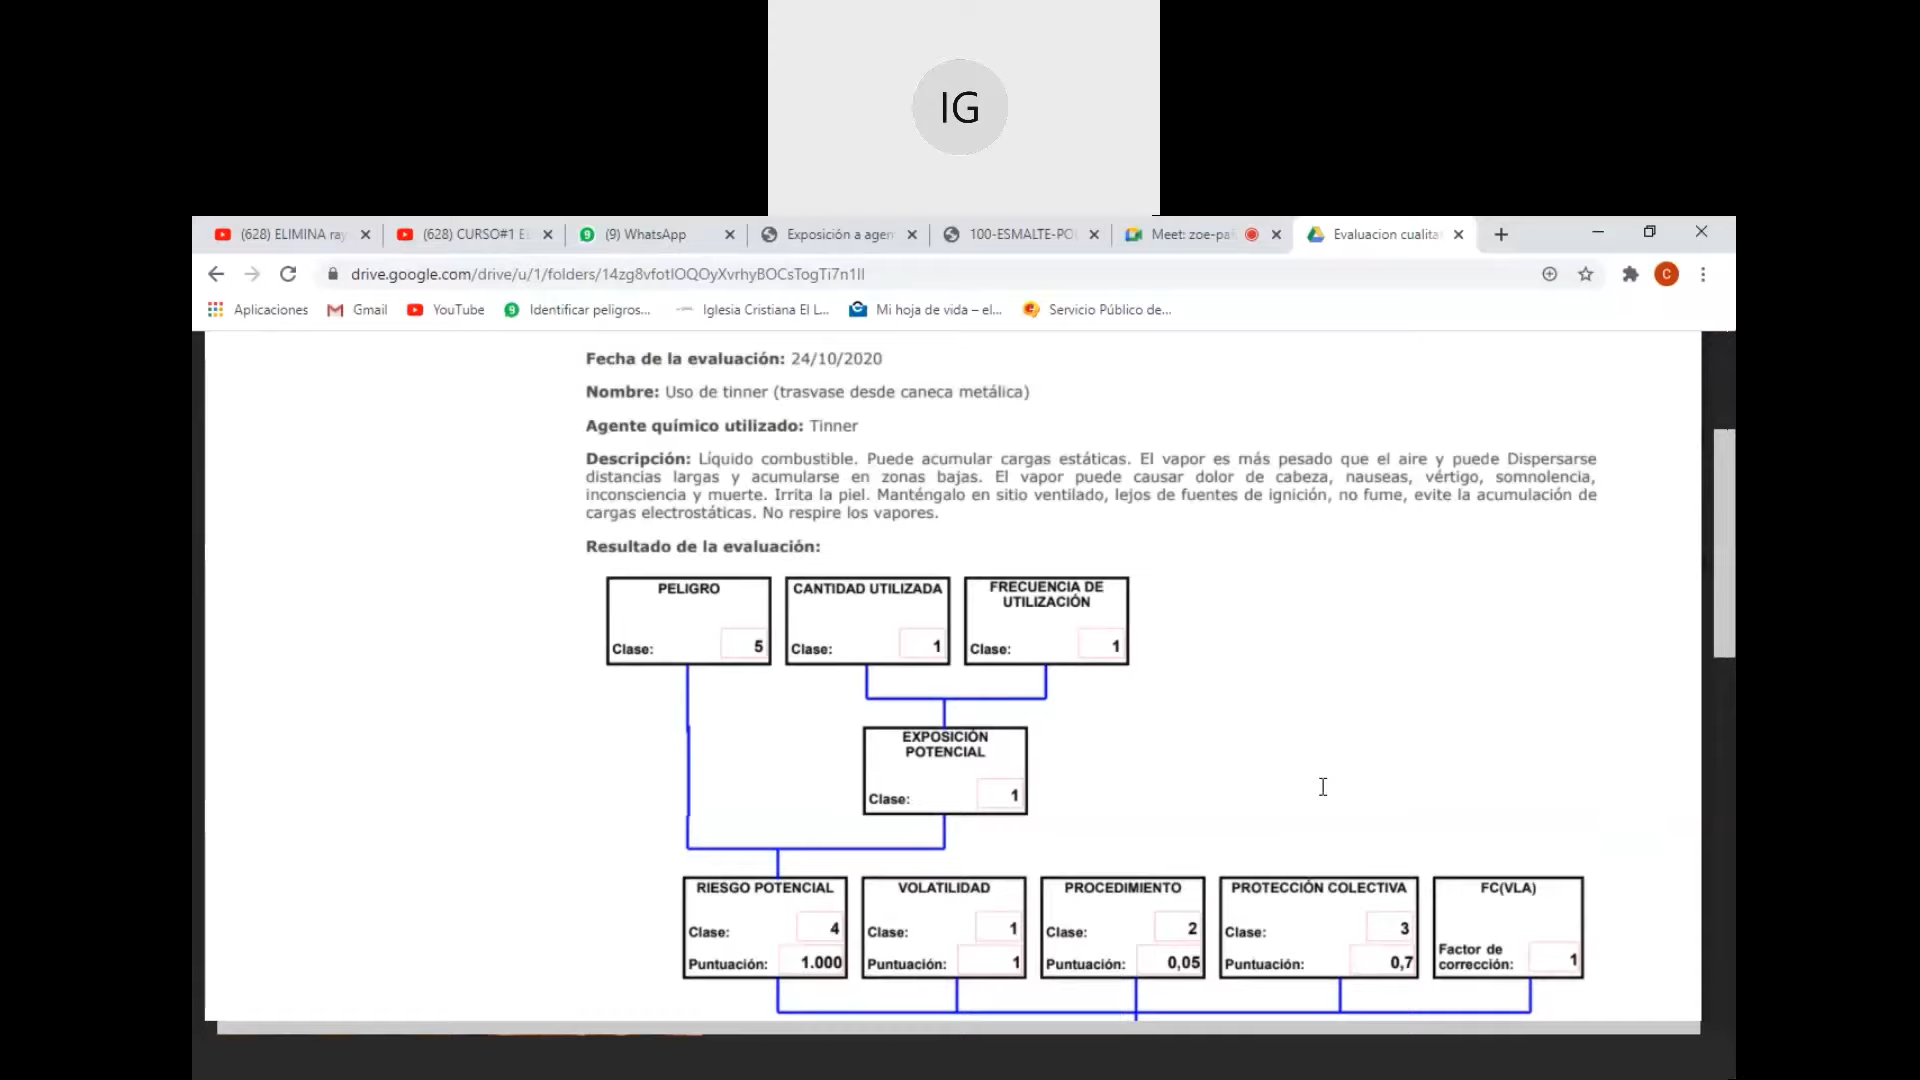 IG
(628) ELIMINA ray
(628) CURSO#1 El
(9) WhatsApp
Exposición a agen
100-ESMALTE-PO
Meet: zoe-pa
Evaluacion cualita
drive.google.com/drive/u/1/folders/14zg8vfotIOQOyXvrhyBOCsTogTi7n1Il
C
Aplicaciones
Gmail
YouTube
Identificar peligros...
Iglesia Cristiana El L...
Mi hoja de vida – el...
Servicio Público de...
Fecha de la evaluación: 24/10/2020
Nombre: Uso de tinner (trasvase desde caneca metálica)
Agente químico utilizado: Tinner
Descripción: Líquido combustible. Puede acumular cargas estáticas. El vapor es más pesado que el aire y puede Dispersarse
distancias largas y acumularse en zonas bajas. El vapor puede causar dolor de cabeza, nauseas, vértigo, somnolencia,
inconsciencia y muerte. Irrita la piel. Manténgalo en sitio ventilado, lejos de fuentes de ignición, no fume, evite la acumulación de
cargas electrostáticas. No respire los vapores.
Resultado de la evaluación:
PELIGRO
Clase: 5
CANTIDAD UTILIZADA
Clase: 1
FRECUENCIA DE
UTILIZACIÓN
Clase: 1
EXPOSICIÓN
POTENCIAL
Clase: 1
RIESGO POTENCIAL
Clase: 4
Puntuación: 1.000
VOLATILIDAD
Clase: 1
Puntuación: 1
PROCEDIMIENTO
Clase: 2
Puntuación: 0,05
PROTECCIÓN COLECTIVA
Clase: 3
Puntuación: 0,7
FC(VLA)
Factor de
corrección: 1